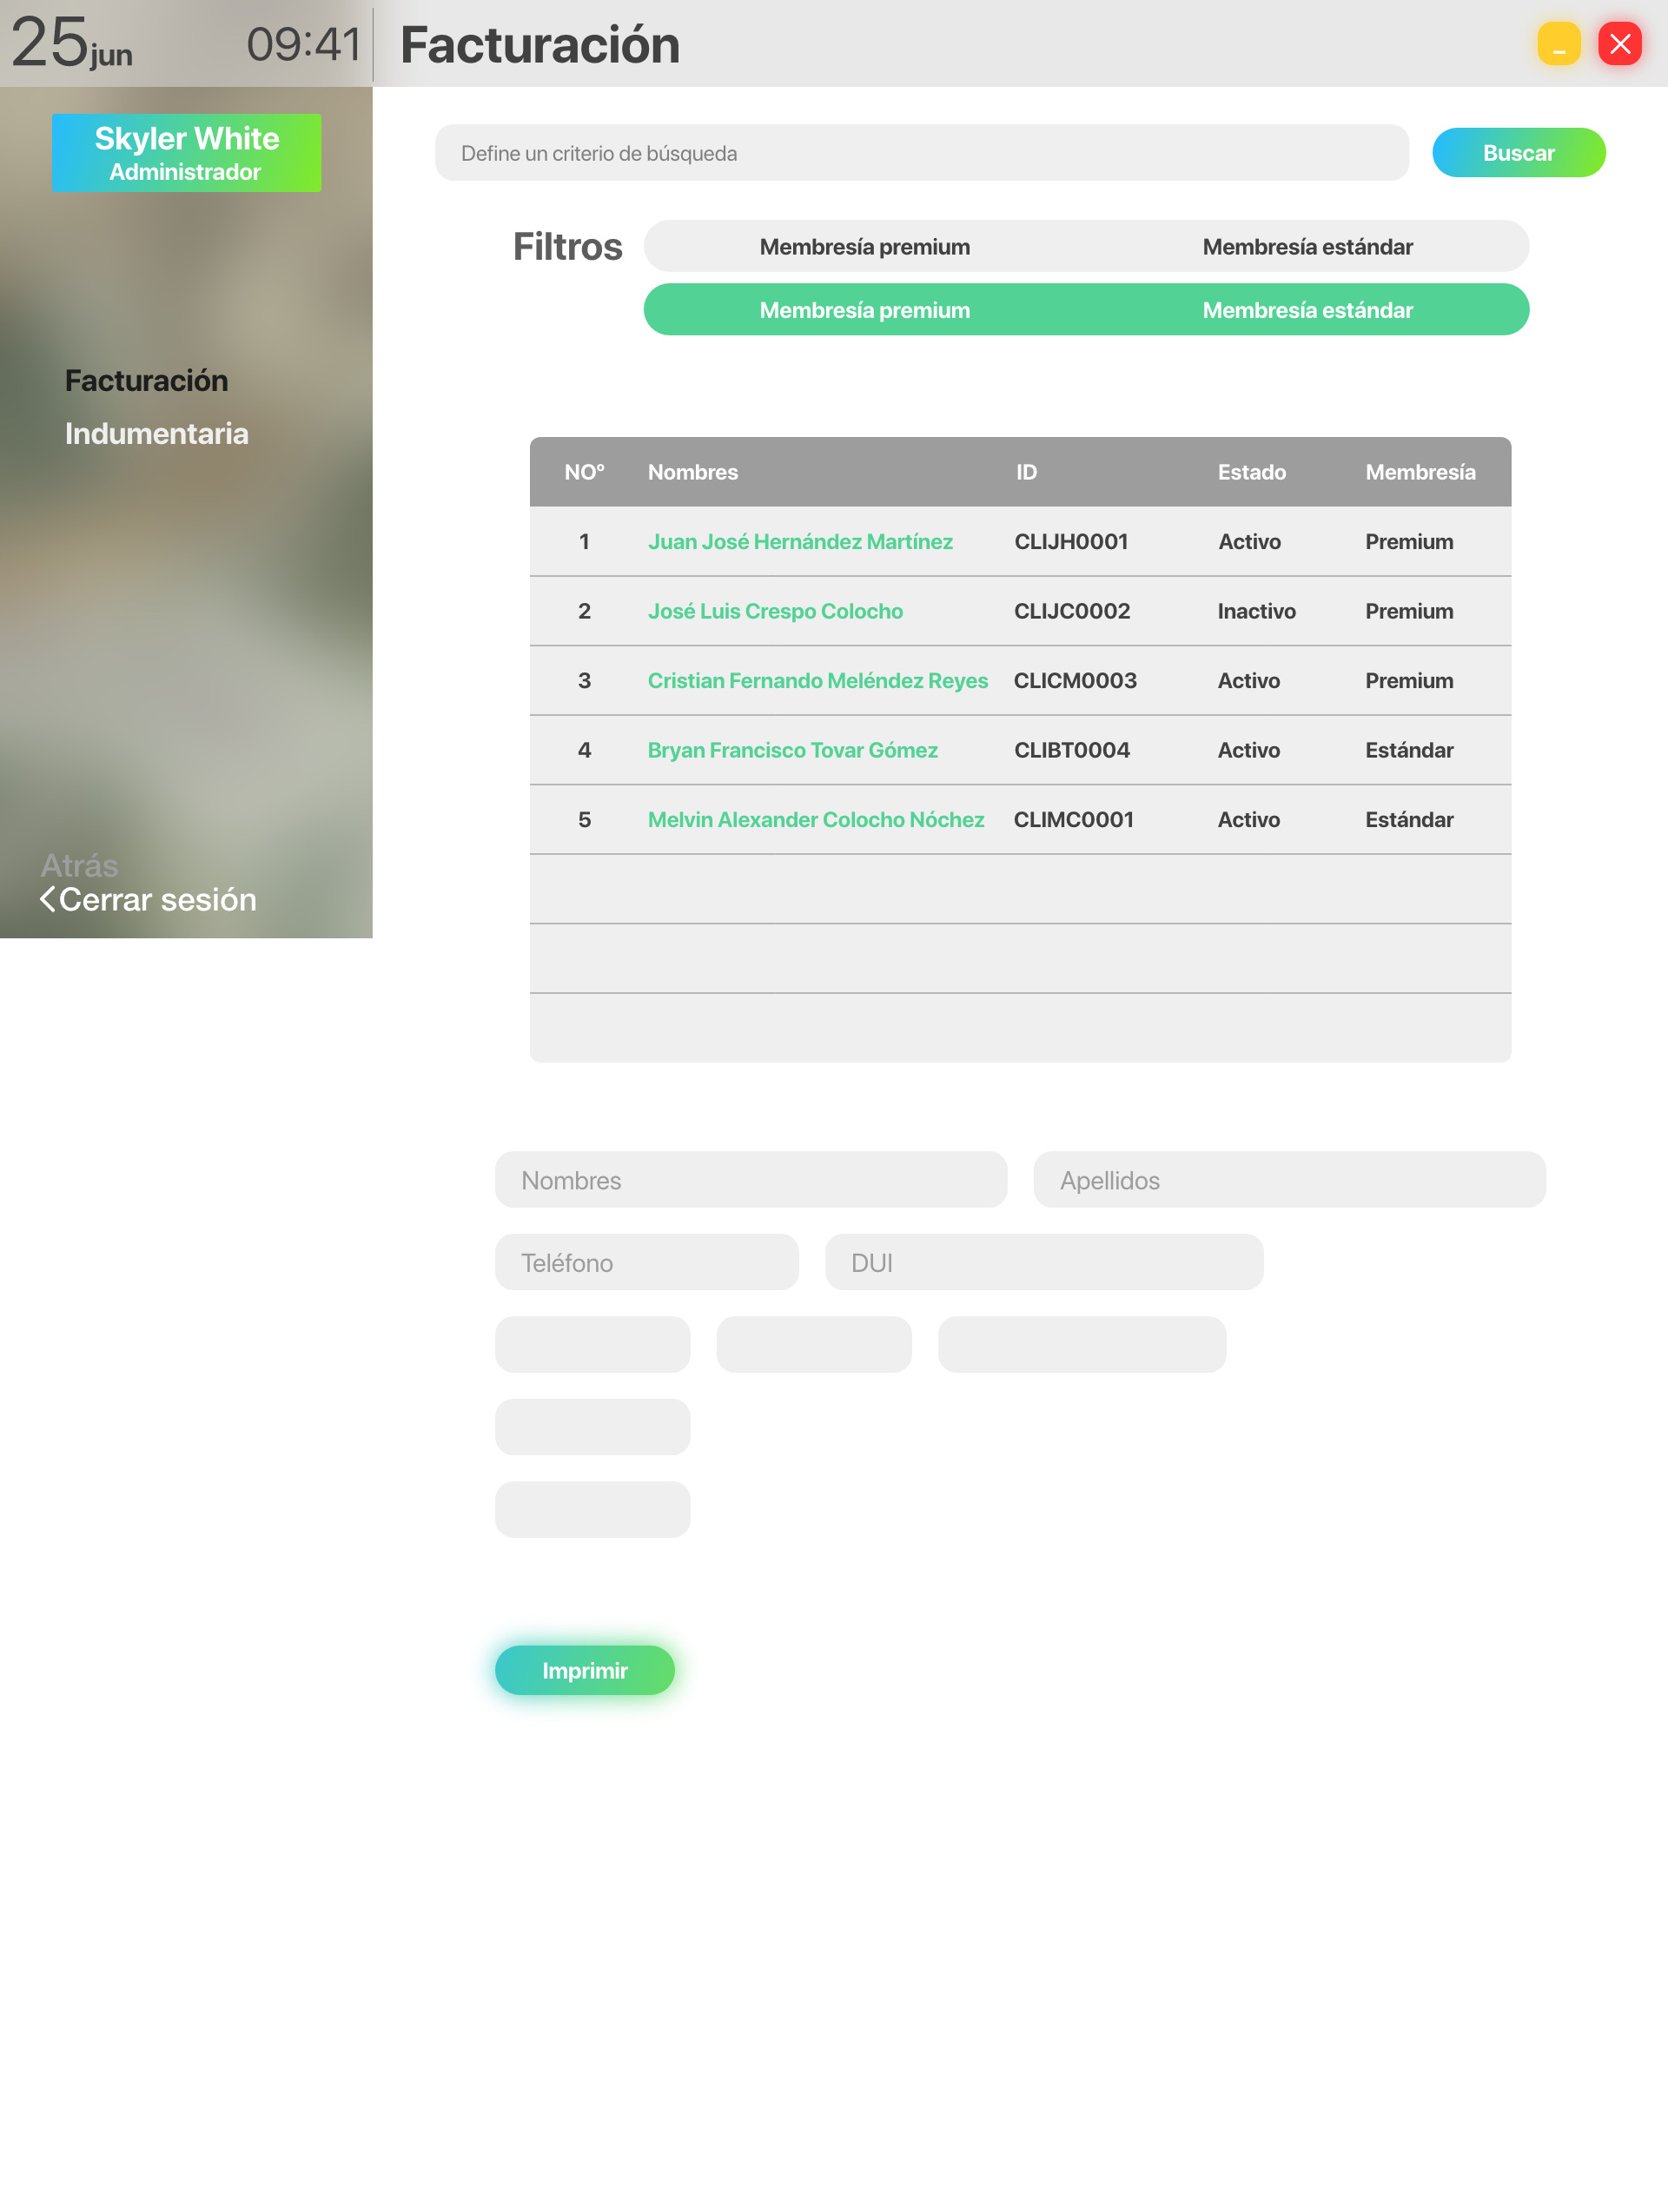 25 jun 09:41 Facturación
Skyler White
Administrador
Facturación
Indumentaria
Atrás
Cerrar sesión
Define un criterio de búsqueda Buscar
Filtros Membresía premium Membresía estándar
Membresía premium Membresía estándar
NOº Nombres ID Estado Membresía
1 Juan José Hernández Martínez CLIJH0001 Activo Premium
2 José Luis Crespo Colocho CLIJC0002 Inactivo Premium
3 Cristian Fernando Meléndez Reyes CLICM0003 Activo Premium
4 Bryan Francisco Tovar Gómez CLIBT0004 Activo Estándar
5 Melvin Alexander Colocho Nóchez CLIMC0001 Activo Estándar
Nombres Apellidos
Teléfono DUI
Imprimir